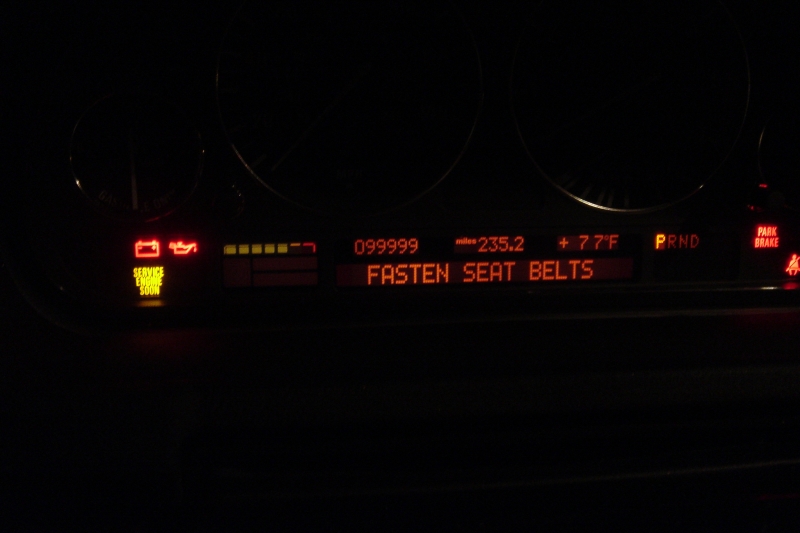 099999 miles 235.2 + 77°F PRND
PARK
BRAKE
SERVICE
ENGINE
SOON
FASTEN SEAT BELTS